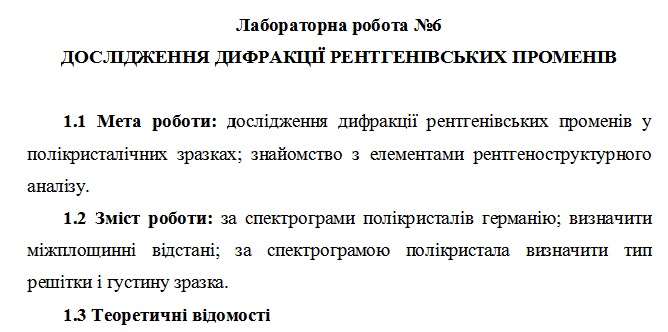 Лабораторна робота №6
ДОСЛІДЖЕННЯ ДИФРАКЦІЇ РЕНТГЕНІВСЬКИХ ПРОМЕНІВ
1.1 Мета роботи: дослідження дифракції рентгенівських променів у
полікристалічних зразках; знайомство з елементами рентгеноструктурного
аналізу.
1.2 Зміст роботи: за спектрограми полікристалів германію; визначити
міжплощинні відстані; за спектрограмою полікристала визначити тип
решітки і густину зразка.
1.3 Теоретичні відомості